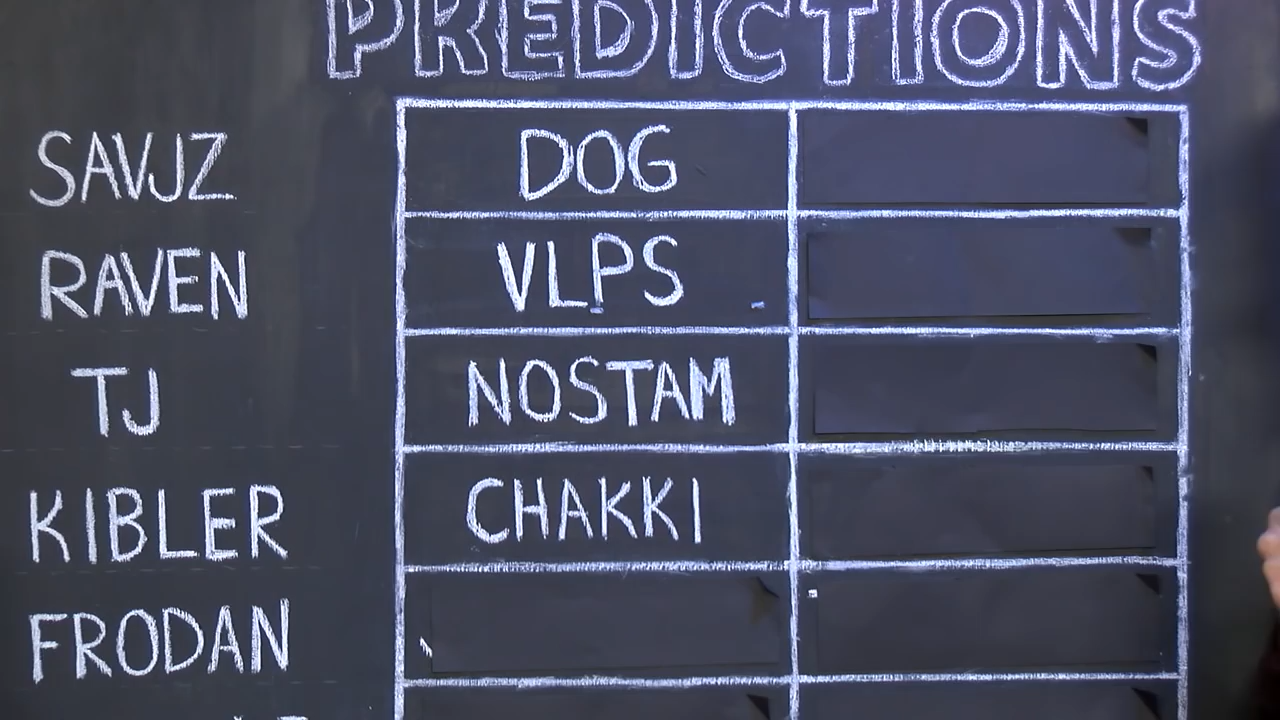 PREDICTIONS
SAVJZ DOG
RAVEN VLPS
TJ NOSTAM
KIBLER CHAKKI
FRODAN